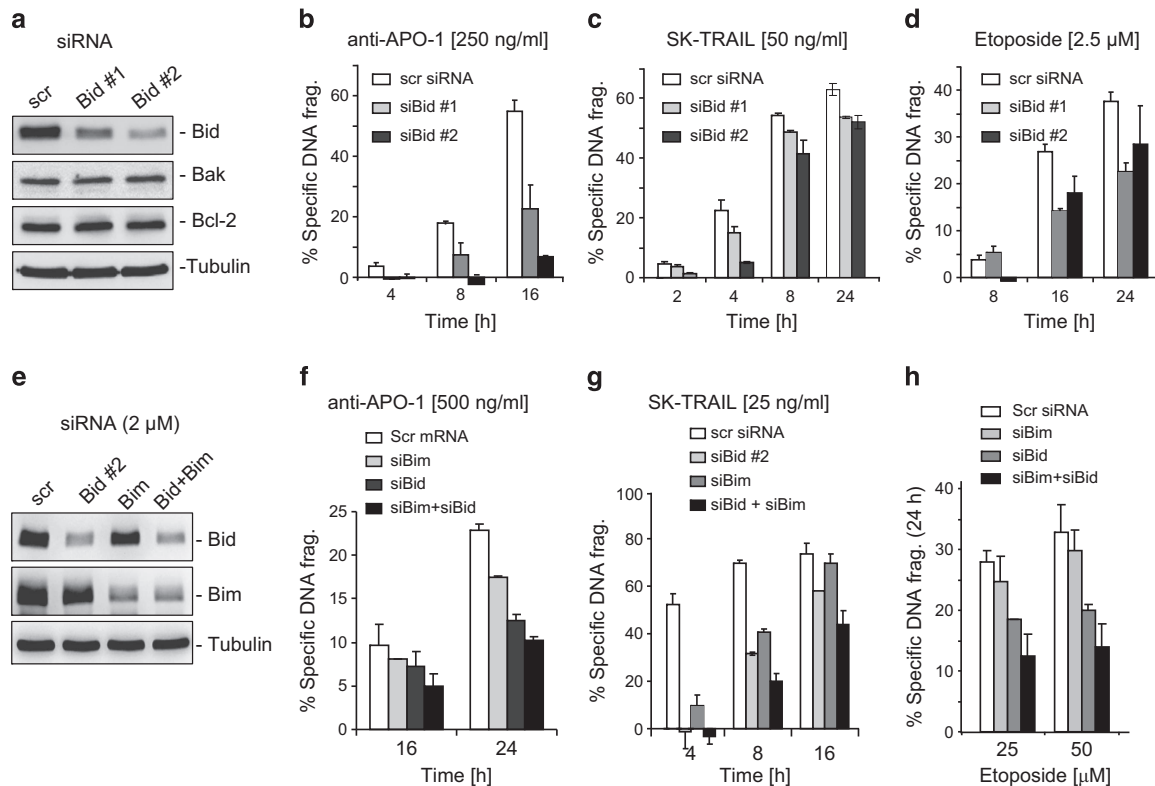 a
siRNA
scr
Bid #1
Bid #2
- Bid
- Bak
- Bcl-2
-Tubulin
b
anti-APO-1 [250 ng/ml]
scr siRNA
siBid #1
siBid #2
% Specific DNA frag.
60
40
20
0
4 8 16
Time [h]
c
SK-TRAIL [50 ng/ml]
scr siRNA
siBid #1
siBid #2
% Specific DNA frag.
60
40
20
0
2 4 8 24
Time [h]
d
Etoposide [2.5 µM]
scr siRNA
siBid #1
siBid #2
% Specific DNA frag.
40
30
20
10
0
8 16 24
Time [h]
e
siRNA (2 µM)
scr
Bid #2
Bim
Bid+Bim
- Bid
- Bim
- Tubulin
f
anti-APO-1 [500 ng/ml]
Scr mRNA
siBim
siBid
siBim+siBid
% Specific DNA frag.
25
20
15
10
5
0
16 24
Time [h]
g
SK-TRAIL [25 ng/ml]
scr siRNA
siBid #2
siBim
siBid + siBim
% Specific DNA frag.
100
80
60
40
20
0
4 8 16
Time [h]
h
Scr siRNA
siBim
siBid
siBim+siBid
% Specific DNA frag. (24 h)
40
30
20
10
0
25 50
Etoposide [µM]